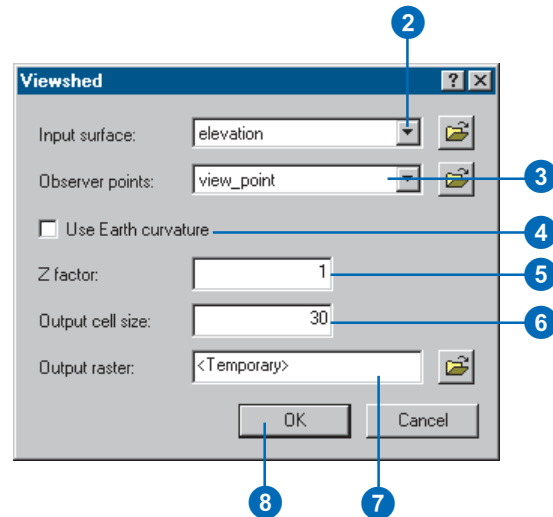 2
Viewshed ? ×
Input surface: elevation
Observer points: view_point 3
Use Earth curvature 4
Z factor: 1 5
Output cell size: 30 6
Output raster: <Temporary>
OK Cancel
8 7